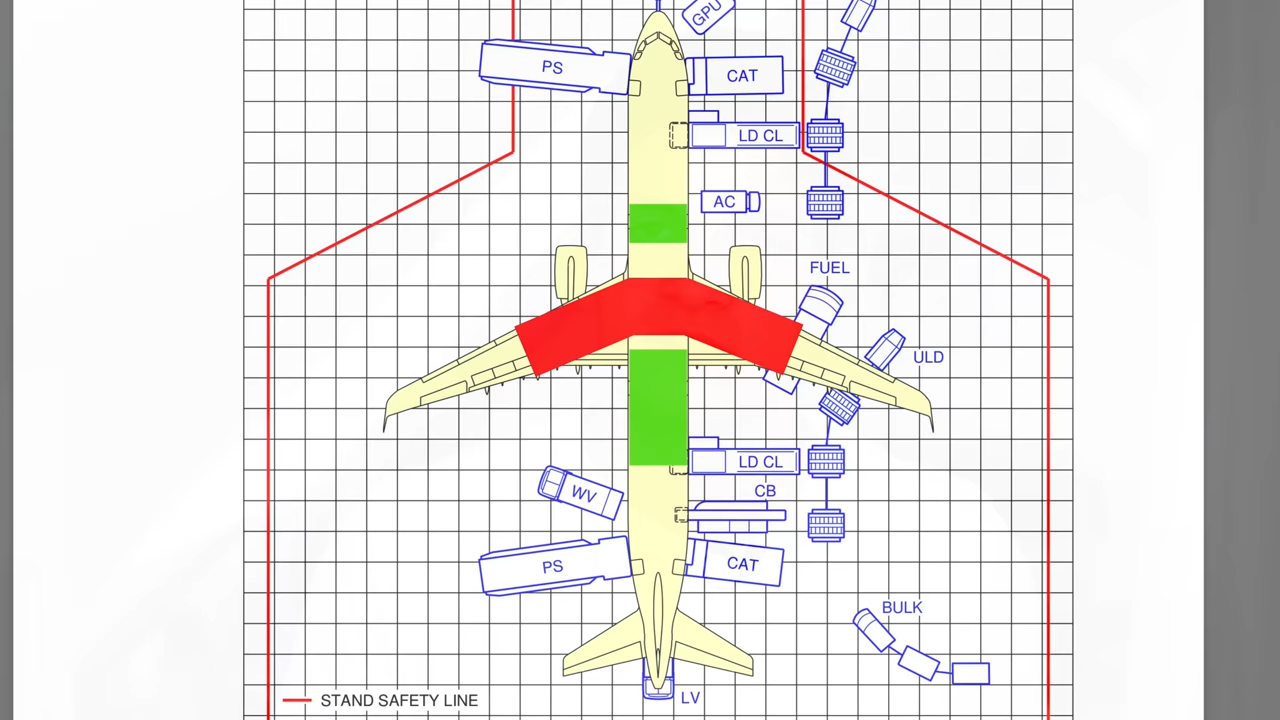 GPU
PS
CAT
LD CL
AC
FUEL
ULD
LD CL
CB
WV
PS
CAT
BULK
LV
STAND SAFETY LINE